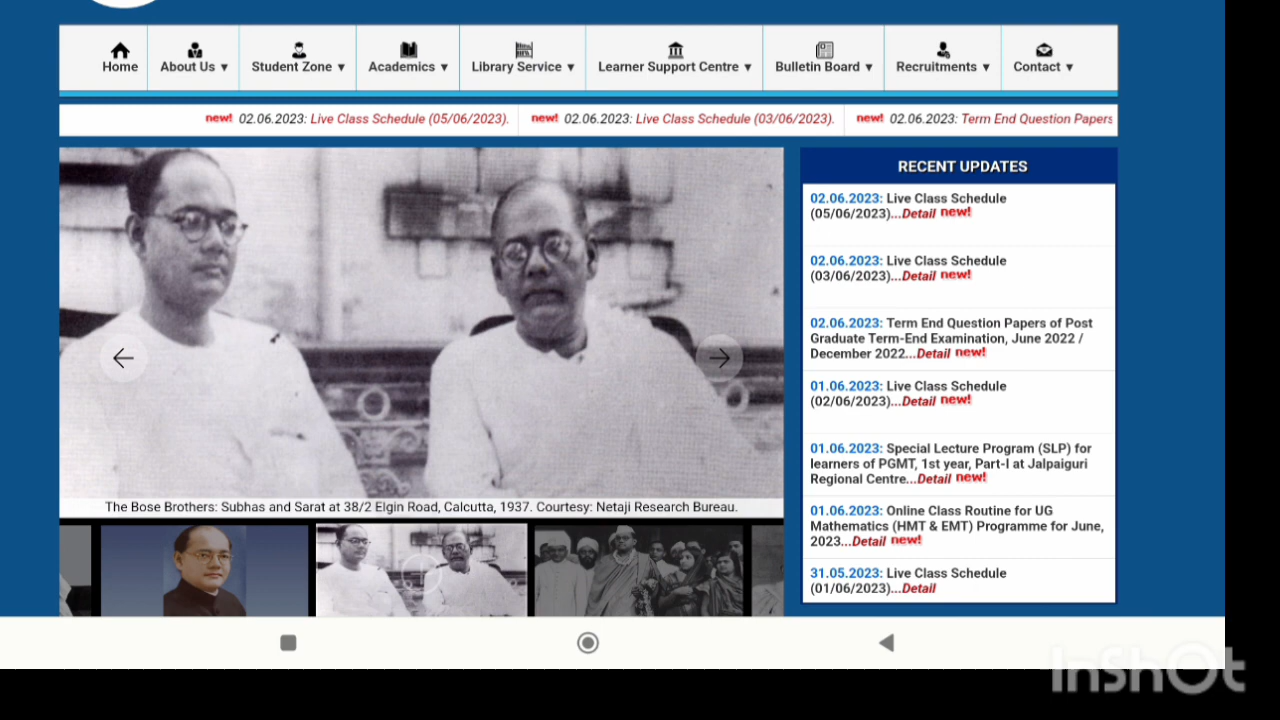 Home
About Us ▼
Student Zone ▼
Academics ▼
Library Service ▼
Learner Support Centre ▼
Bulletin Board ▼
Recruitments ▼
Contact ▼
new! 02.06.2023: Live Class Schedule (05/06/2023).
new! 02.06.2023: Live Class Schedule (03/06/2023).
new! 02.06.2023: Term End Question Papers
The Bose Brothers: Subhas and Sarat at 38/2 Elgin Road, Calcutta, 1937. Courtesy: Netaji Research Bureau.
RECENT UPDATES
02.06.2023: Live Class Schedule
(05/06/2023)...Detail new!
02.06.2023: Live Class Schedule
(03/06/2023)...Detail new!
02.06.2023: Term End Question Papers of Post
Graduate Term-End Examination, June 2022 /
December 2022...Detail new!
01.06.2023: Live Class Schedule
(02/06/2023)...Detail new!
01.06.2023: Special Lecture Program (SLP) for
learners of PGMT, 1st year, Part-I at Jalpaiguri
Regional Centre...Detail new!
01.06.2023: Online Class Routine for UG
Mathematics (HMT & EMT) Programme for June,
2023...Detail new!
31.05.2023: Live Class Schedule
(01/06/2023)...Detail
InShOt